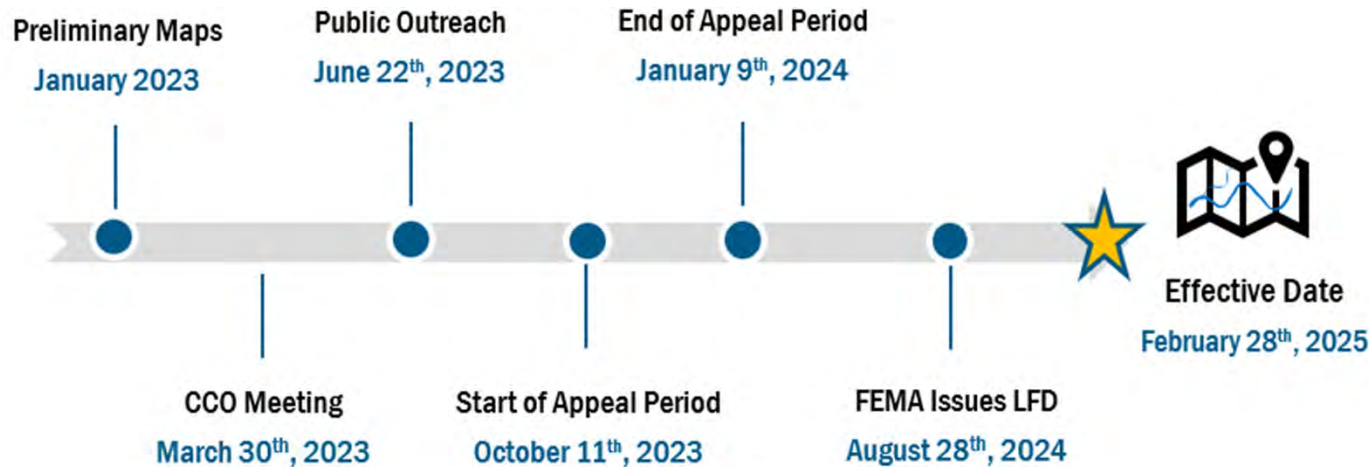 Preliminary Maps
January 2023
Public Outreach
June 22th, 2023
End of Appeal Period
January 9th, 2024
CCO Meeting
March 30th, 2023
Start of Appeal Period
October 11th, 2023
FEMA Issues LFD
August 28th, 2024
Effective Date
February 28th, 2025